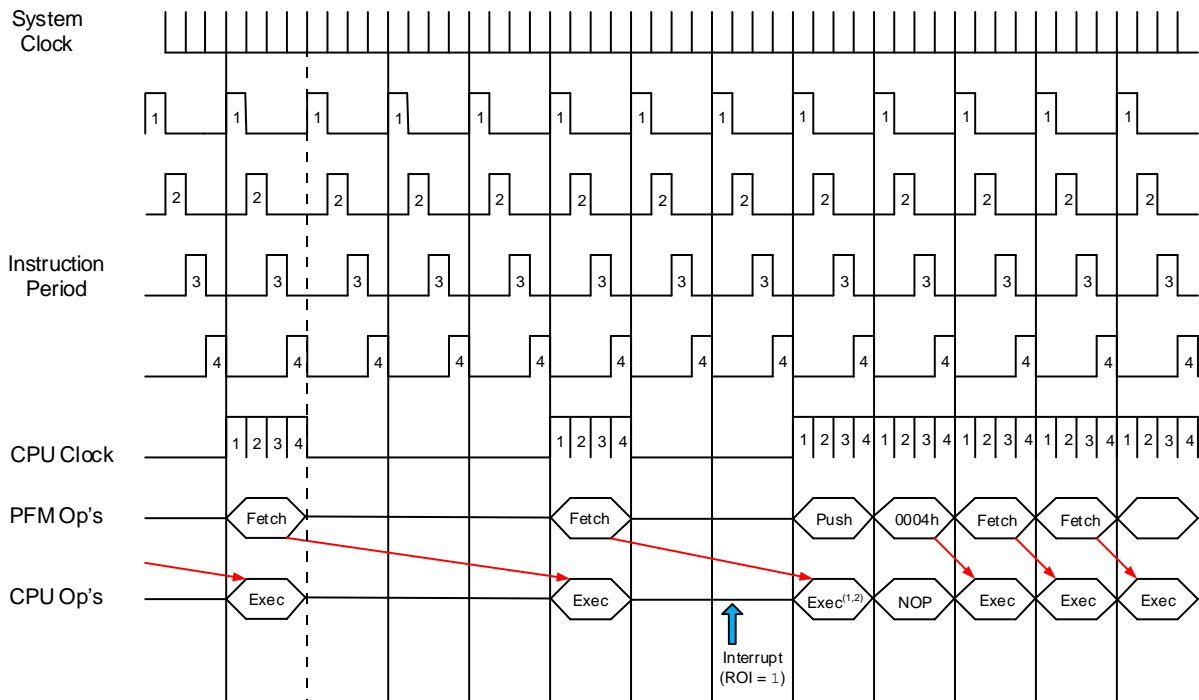 System
Clock
1 1 1 1 1 1 1 1 1 1 1 1 1
2 2 2 2 2 2 2 2 2 2 2 2 2
Instruction
Period
3 3 3 3 3 3 3 3 3 3 3 3 3
4 4 4 4 4 4 4 4 4 4 4 4 4
CPU Clock
1 2 3 4 1 2 3 4 1 2 3 4 1 2 3 4 1 2 3 4 1 2 3 4 1 2 3 4
PFM Op's
Fetch Fetch Push 0004h Fetch Fetch
CPU Op's
Exec Exec Exec(1,2) NOP Exec Exec Exec
Interrupt
(ROI = 1)